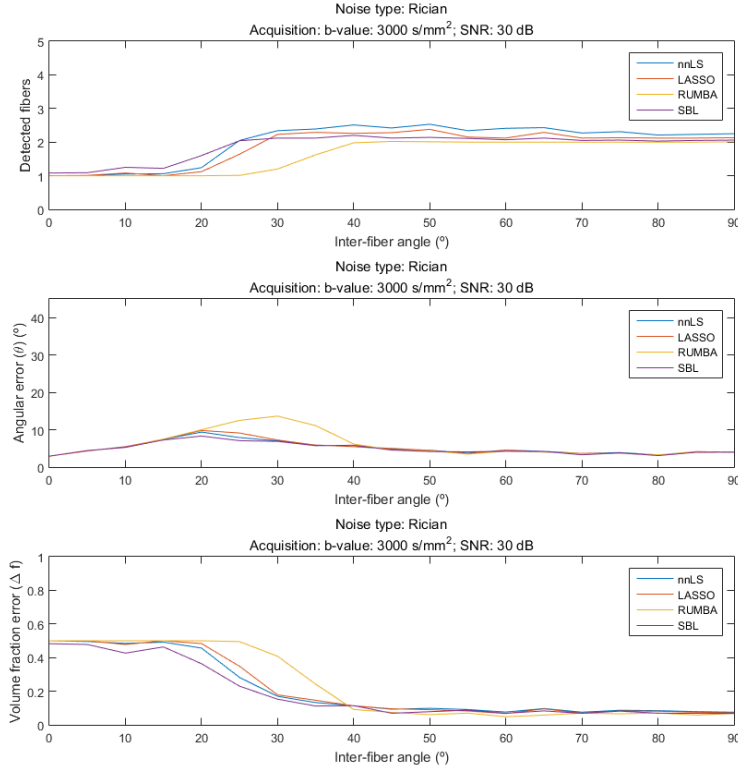 Noise type: Rician
Acquisition: b-value: 3000 s/mm²; SNR: 30 dB
Detected fibers
5
4
3
2
1
0
nnLS
LASSO
RUMBA
SBL
0 10 20 30 40 50 60 70 80 90
Inter-fiber angle (º)
Noise type: Rician
Acquisition: b-value: 3000 s/mm²; SNR: 30 dB
Angular error (θ) (º)
40
30
20
10
0
nnLS
LASSO
RUMBA
SBL
0 10 20 30 40 50 60 70 80 90
Inter-fiber angle (º)
Noise type: Rician
Acquisition: b-value: 3000 s/mm²; SNR: 30 dB
Volume fraction error (Δ f)
1
0.8
0.6
0.4
0.2
0
nnLS
LASSO
RUMBA
SBL
0 10 20 30 40 50 60 70 80 90
Inter-fiber angle (º)